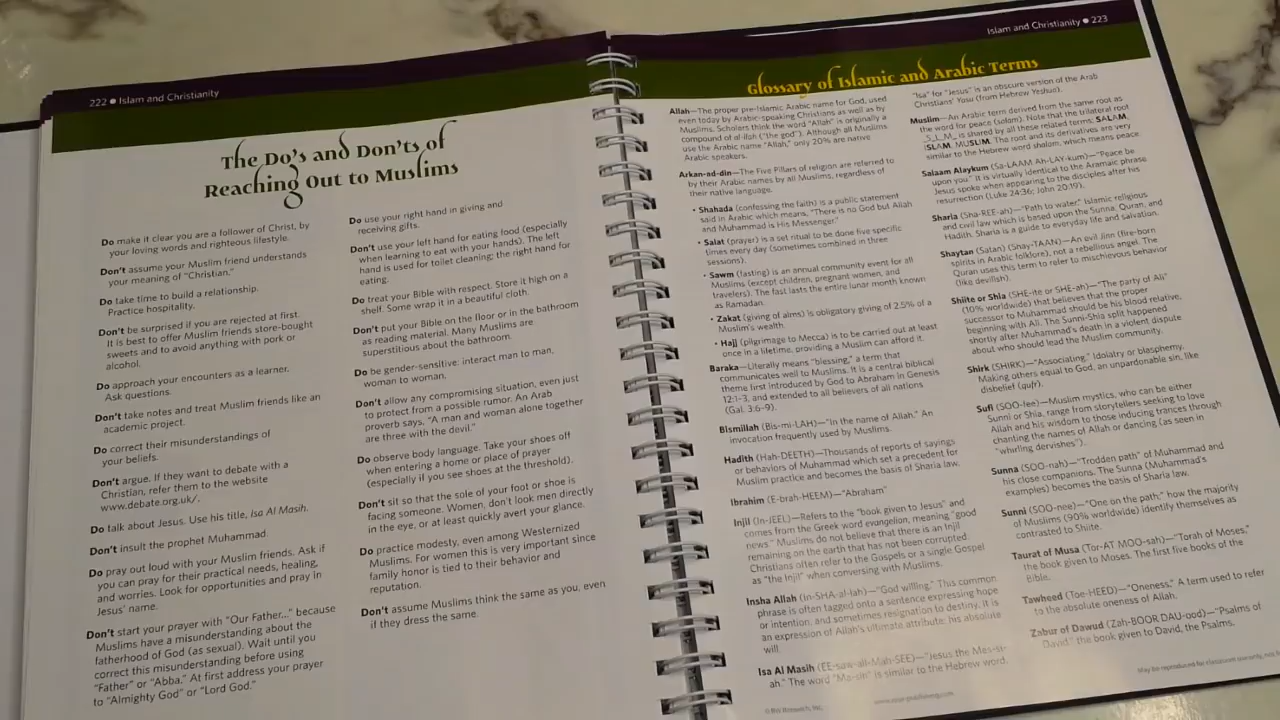 222 ● Islam and Christianity
The Do's and Don'ts of
Reaching Out to Muslims
Do make it clear you are a follower of Christ, by
your loving words and righteous lifestyle.
Don't assume your Muslim friend understands
your meaning of "Christian."
Do take time to build a relationship.
Practice hospitality.
Don't be surprised if you are rejected at first.
It is best to offer Muslim friends store-bought
sweets and to avoid anything with pork or
alcohol.
Do approach your encounters as a learner.
Ask questions.
Don't take notes and treat Muslim friends like an
academic project.
Do correct their misunderstandings of
your beliefs.
Don't argue. If they want to debate with a
Christian, refer them to the website
www.debate.org.uk/.
Do talk about Jesus. Use his title, Isa Al Masih.
Don't insult the prophet Muhammad.
Do pray out loud with your Muslim friends. Ask if
you can pray for their practical needs, healing,
and worries. Look for opportunities and pray in
Jesus' name.
Don't start your prayer with "Our Father..." because
Muslims have a misunderstanding about the
fatherhood of God (as sexual). Wait until you
correct this misunderstanding before using
"Father" or "Abba." At first address your prayer
to "Almighty God" or "Lord God."
Do use your right hand in giving and
receiving gifts.
Don't use your left hand for eating food (especially
when learning to eat with your hands). The left
hand is used for toilet cleaning; the right hand for
eating.
Do treat your Bible with respect. Store it high on a
shelf. Some wrap it in a beautiful cloth.
Don't put your Bible on the floor or in the bathroom
as reading material. Many Muslims are
superstitious about the bathroom.
Do be gender-sensitive: interact man to man,
woman to woman.
Don't allow any compromising situation, even just
to protect from a possible rumor. An Arab
proverb says, "A man and woman alone together
are three with the devil."
Do observe body language. Take your shoes off
when entering a home or place of prayer
(especially if you see shoes at the threshold).
Don't sit so that the sole of your foot or shoe is
facing someone. Women, don't look men directly
in the eye, or at least quickly avert your glance.
Do practice modesty, even among Westernized
Muslims. For women this is very important since
family honor is tied to their behavior and
reputation.
Don't assume Muslims think the same as you, even
if they dress the same.
Islam and Christianity ● 223
Glossary of Islamic and Arabic Terms
Allah—The proper pre-Islamic Arabic name for God, used
even today by Arabic-speaking Christians as well as by
Muslims. Scholars think the word "Allah" is originally a
compound of al-ilah ("the god"). Although all Muslims
use the Arabic name "Allah," only 20% are native
Arabic speakers.
Arkan-ad-din—The Five Pillars of religion are referred to
by their Arabic names by all Muslims, regardless of
their native language.
• Shahada (confessing the faith) is a public statement
said in Arabic which means, "There is no God but Allah
and Muhammad is His Messenger."
• Salat (prayer) is a set ritual to be done five specific
times every day (sometimes combined in three
sessions).
• Sawm (fasting) is an annual community event for all
Muslims (except children, pregnant women, and
travelers). The fast lasts the entire lunar month known
as Ramadan.
• Zakat (giving of alms) is obligatory giving of 2.5% of a
Muslim's wealth.
• Hajj (pilgrimage to Mecca) is to be carried out at least
once in a lifetime, providing a Muslim can afford it.
Baraka—Literally means "blessing," a term that
communicates well to Muslims. It is a central biblical
theme first introduced by God to Abraham in Genesis
12:1–3, and extended to all believers of all nations
(Gal. 3:6–9).
Bismillah (Bis-mi-LAH)—"In the name of Allah." An
invocation frequently used by Muslims.
Hadith (Hah-DEETH)—Thousands of reports of sayings
or behaviors of Muhammad which set a precedent for
Muslim practice and becomes the basis of Sharia law.
Ibrahim (E-brah-HEEM)—"Abraham"
Injil (In-JEEL)—Refers to the "book given to Jesus" and
comes from the Greek word evangelion, meaning "good
news." Muslims do not believe that there is an Injil
remaining on the earth that has not been corrupted.
Christians often refer to the Gospels or a single Gospel
as "the Injil" when conversing with Muslims.
Insha Allah (In-SHA-al-lah)—"God willing." This common
phrase is often tagged onto a sentence expressing hope
or intention, and sometimes resignation to destiny. It is
an expression of Allah's ultimate attribute: his absolute
will.
Isa Al Masih (EE-saw-all-Mah-SEE)—"Jesus the Mes-si-
ah." The word "Ma-sih" is similar to the Hebrew word.
"Isa" for "Jesus" is an obscure version of the Arab
Christians' Yasu (from Hebrew Yeshua).
Muslim—An Arabic term derived from the same root as
the word for peace (salam). Note that the trilateral root
_S_L_M_ is shared by all these related terms: SALAM,
ISLAM, MUSLIM. The root and its derivatives are very
similar to the Hebrew word shalom, which means peace.
Salaam Alaykum (Sa-LAAM Ah-LAY-kum)—"Peace be
upon you." It is virtually identical to the Aramaic phrase
Jesus spoke when appearing to the disciples after his
resurrection (Luke 24:36; John 20:19).
Sharia (Sha-REE-ah)—"Path to water." Islamic religious
and civil law which is based upon the Sunna, Quran, and
Hadith. Sharia is a guide to everyday life and salvation.
Shaytan (Satan) (Shay-TAAN)—An evil Jinn (fire-born
spirits in Arabic folklore), not a rebellious angel. The
Quran uses this term to refer to mischievous behavior
(like devilish).
Shiite or Shia (SHE-ite or SHE-ah)—"The party of Ali"
(10% worldwide) that believes that the proper
successor to Muhammad should be his blood relative,
beginning with Ali. The Sunni-Shia split happened
shortly after Muhammad's death in a violent dispute
about who should lead the Muslim community.
Shirk (SHIRK)—"Associating." Idolatry or blasphemy.
Making others equal to God, an unpardonable sin, like
disbelief (qufr).
Sufi (SOO-fee)—Muslim mystics, who can be either
Sunni or Shia, range from storytellers seeking to love
Allah and his wisdom to those inducing trances through
chanting the names of Allah or dancing (as seen in
"whirling dervishes").
Sunna (SOO-nah)—"Trodden path" of Muhammad and
his close companions. The Sunna (Muhammad's
examples) becomes the basis of Sharia law.
Sunni (SOO-nee)—"One on the path;" how the majority
of Muslims (90% worldwide) identify themselves as
contrasted to Shiite.
Taurat of Musa (Tor-AT MOO-sah)—"Torah of Moses,"
the book given to Moses. The first five books of the
Bible.
Tawheed (Toe-HEED)—"Oneness." A term used to refer
to the absolute oneness of Allah.
Zabur of Dawud (Zah-BOOR DAU-ood)—"Psalms of
David," the book given to David, the Psalms.
May be reproduced for classroom use only, not for